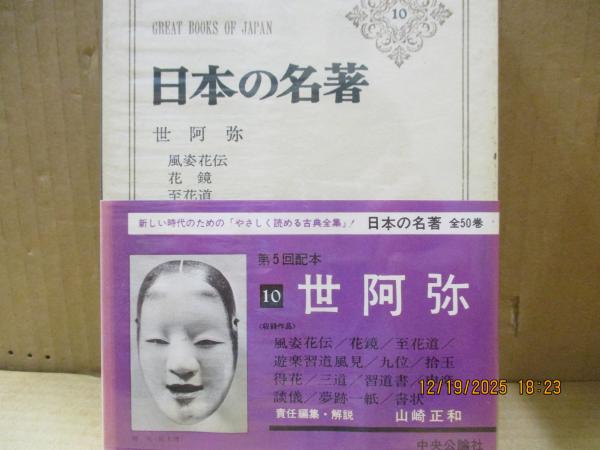 GREAT BOOKS OF JAPAN
10
日本の名著
世阿弥
風姿花伝
花鏡
至花道
新しい時代のための「やさしく読める古典全集」!
日本の名著 全50巻
第5回配本
10 世阿弥
〈収録作品〉
風姿花伝/花鏡/至花道/
遊楽習道風見/九位/拾玉
得花/三道/習道書/申楽
談儀/夢跡一紙/書状
12/19/2025 18:23
責任編集・解説 山崎正和
中央公論社